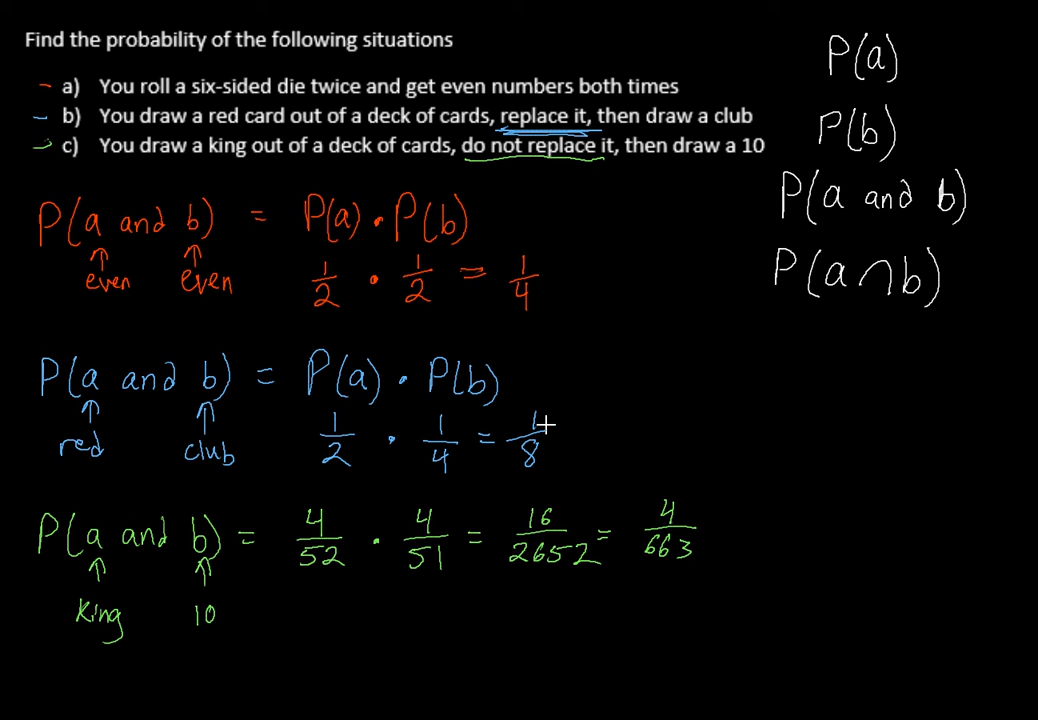 Find the probability of the following situations
a) You roll a six-sided die twice and get even numbers both times
b) You draw a red card out of a deck of cards, replace it, then draw a club
c) You draw a king out of a deck of cards, do not replace it, then draw a 10
P(a)
P(b)
P(a and b)
P(a∩b)
P(a and b) = P(a) · P(b)
even even 1/2 · 1/2 = 1/4
P(a and b) = P(a) · P(b)
red club 1/2 · 1/4 = 1/8
P(a and b) = 4/52 · 4/51 = 16/2652 = 4/663
king 10